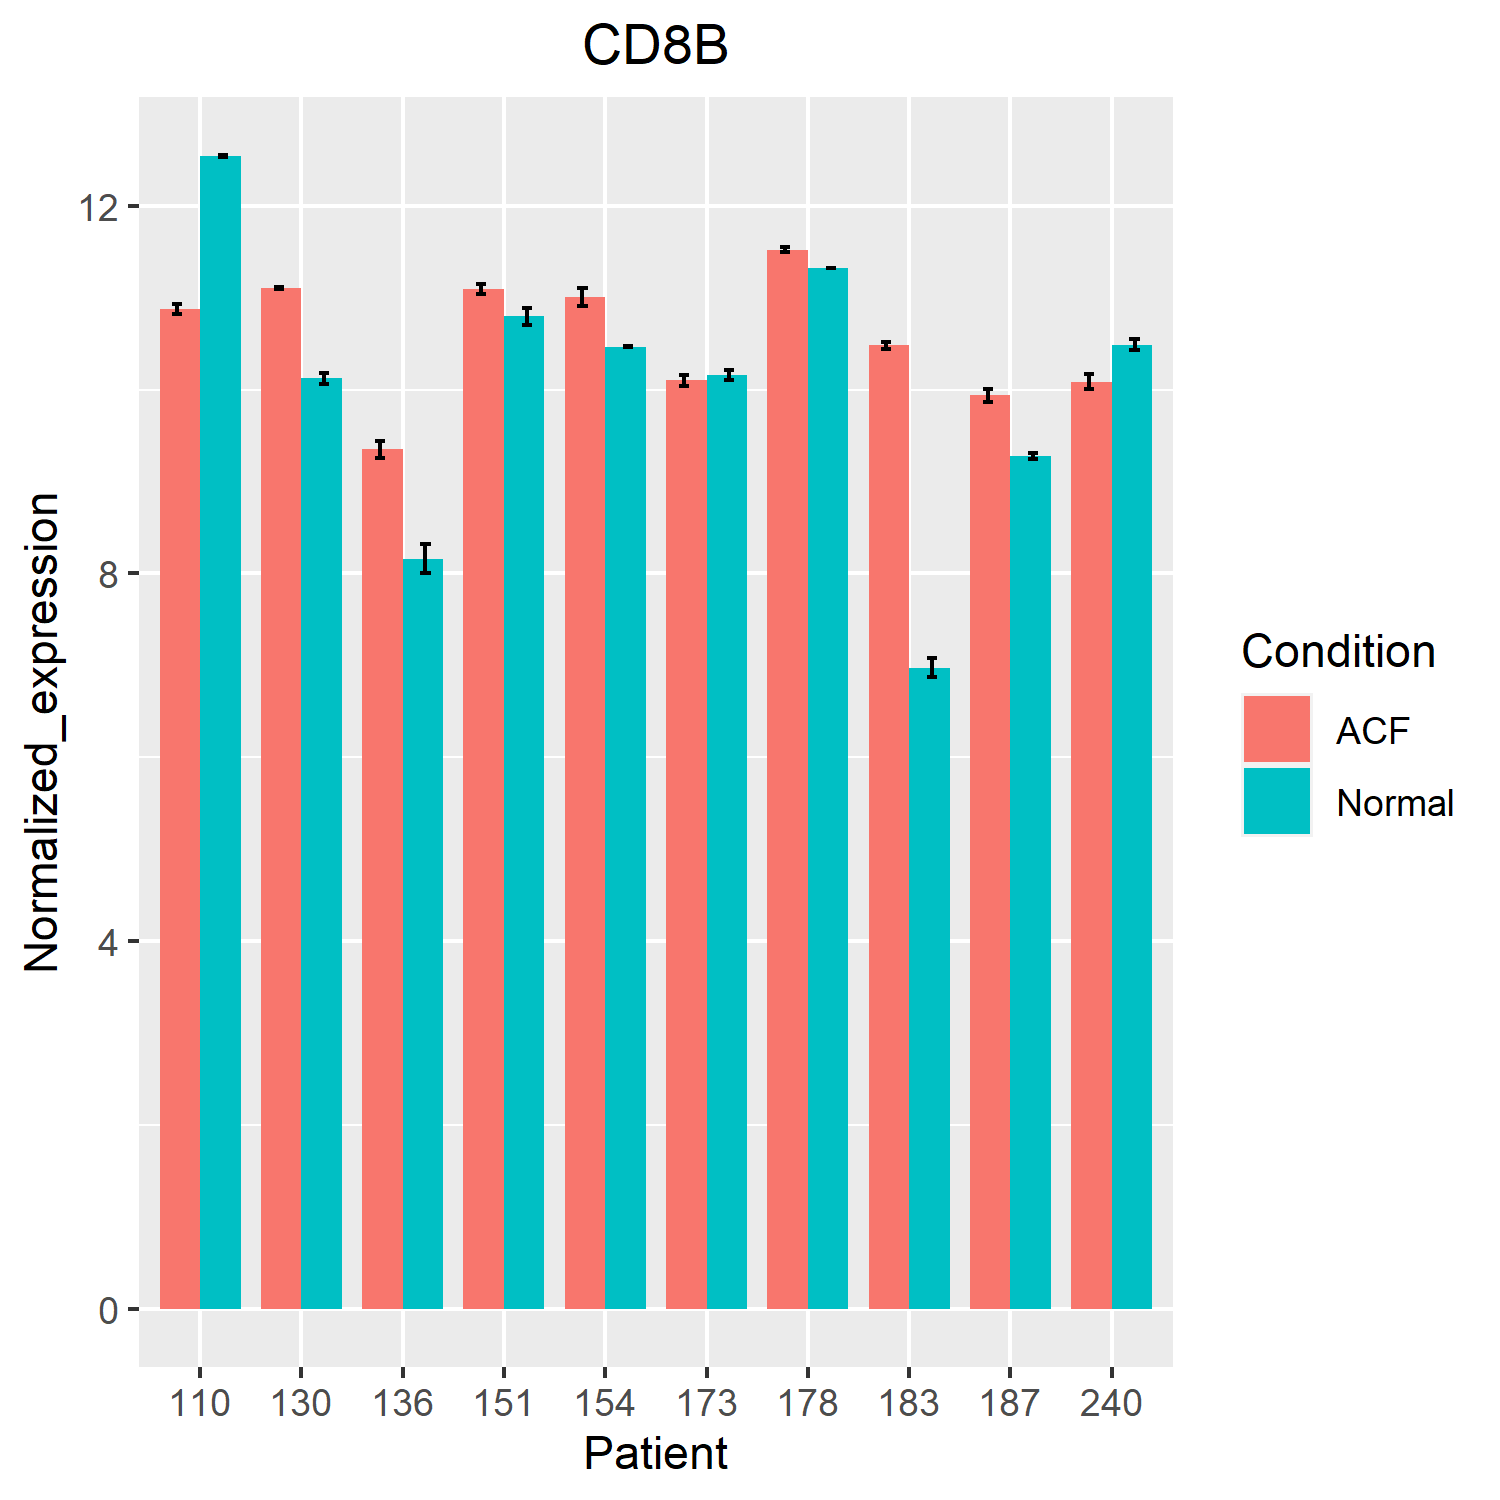 CD8B
Normalized_expression
12
8
4
0
110 130 136 151 154 173 178 183 187 240
Patient
Condition
ACF
Normal